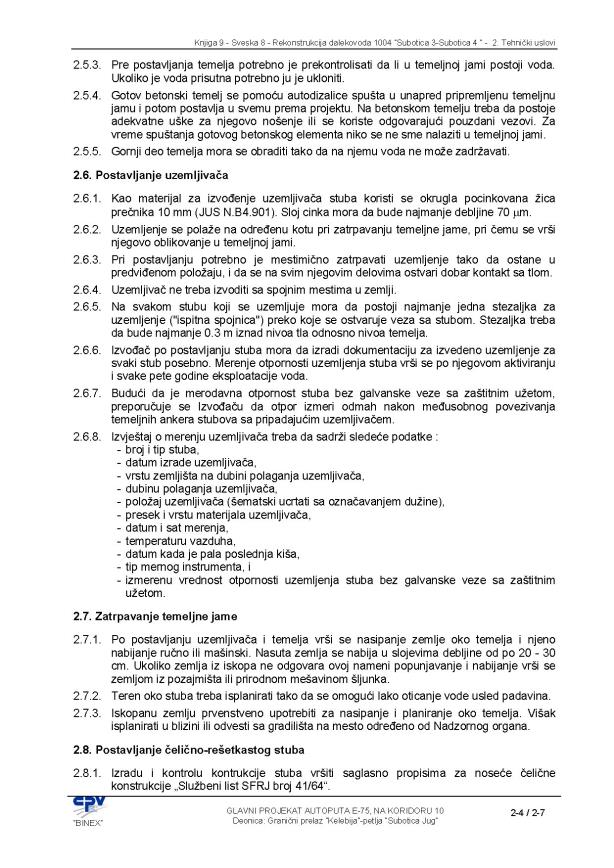 Knjiga 9 - Sveska 8 - Rekonstrukcija dalekovoda 1004 "Subotica 3-Subotica 4 " - 2. Tehnički uslovi
2.5.3. Pre postavljanja temelja potrebno je prekontrolisati da li u temeljnoj jami postoji voda.
Ukoliko je voda prisutna potrebno ju je ukloniti.
2.5.4. Gotov betonski temelj se pomoću autodizalice spušta u unapred pripremljenu temeljnu
jamu i potom postavlja u svemu prema projektu. Na betonskom temelju treba da postoje
adekvatne uške za njegovo nošenje ili se koriste odgovarajući pouzdani vezovi. Za
vreme spuštanja gotovog betonskog elementa niko se ne sme nalaziti u temeljnoj jami.
2.5.5. Gornji deo temelja mora se obraditi tako da na njemu voda ne može zadržavati.
2.6. Postavljanje uzemljivača
2.6.1. Kao materijal za izvođenje uzemljivača stuba koristi se okrugla pocinkovana žica
prečnika 10 mm (JUS N.B4.901). Sloj cinka mora da bude najmanje debljine 70 µm.
2.6.2. Uzemljenje se polaže na određenu kotu pri zatrpavanju temeljne jame, pri čemu se vrši
njegovo oblikovanje u temeljnoj jami.
2.6.3. Pri postavljanju potrebno je mestimično zatrpavati uzemljenje tako da ostane u
predviđenom položaju, i da se na svim njegovim delovima ostvari dobar kontakt sa tlom.
2.6.4. Uzemljivač ne treba izvoditi sa spojnim mestima u zemlji.
2.6.5. Na svakom stubu koji se uzemljuje mora da postoji najmanje jedna stezaljka za
uzemljenje ("ispitna spojnica") preko koje se ostvaruje veza sa stubom. Stezaljka treba
da bude najmanje 0.3 m iznad nivoa tla odnosno nivoa temelja.
2.6.6. Izvođač po postavljanju stuba mora da izradi dokumentaciju za izvedeno uzemljenje za
svaki stub posebno. Merenje otpornosti uzemljenja stuba vrši se po njegovom aktiviranju
i svake pete godine eksploatacije voda.
2.6.7. Budući da je merodavna otpornost stuba bez galvanske veze sa zaštitnim užetom,
preporučuje se Izvođaču da otpor izmeri odmah nakon međusobnog povezivanja
temeljnih ankera stubova sa pripadajućim uzemljivačem.
2.6.8. Izvještaj o merenju uzemljivača treba da sadrži sledeće podatke :
- broj i tip stuba,
- datum izrade uzemljivača,
- vrstu zemljišta na dubini polaganja uzemljivača,
- dubinu polaganja uzemljivača,
- položaj uzemljivača (šematski ucrtati sa označavanjem dužine),
- presek i vrstu materijala uzemljivača,
- datum i sat merenja,
- temperaturu vazduha,
- datum kada je pala poslednja kiša,
- tip mernog instrumenta, i
- izmerenu vrednost otpornosti uzemljenja stuba bez galvanske veze sa zaštitnim
užetom.
2.7. Zatrpavanje temeljne jame
2.7.1. Po postavljanju uzemljivača i temelja vrši se nasipanje zemlje oko temelja i njeno
nabijanje ručno ili mašinski. Nasuta zemlja se nabija u slojevima debljine od po 20 - 30
cm. Ukoliko zemlja iz iskopa ne odgovara ovoj nameni popunjavanje i nabijanje vrši se
zemljom iz pozajmišta ili prirodnom mešavinom šljunka.
2.7.2. Teren oko stuba treba isplanirati tako da se omogući lako oticanje vode usled padavina.
2.7.3. Iskopanu zemlju prvenstveno upotrebiti za nasipanje i planiranje oko temelja. Višak
isplanirati u blizini ili odvesti sa gradilišta na mesto određeno od Nadzornog organa.
2.8. Postavljanje čelično-rešetkastog stuba
2.8.1. Izradu i kontrolu kontrukcije stuba vršiti saglasno propisima za noseće čelične
konstrukcije „Službeni list SFRJ broj 41/64“.
CPV
"BINEX"
GLAVNI PROJEKAT AUTOPUTA E-75, NA KORIDORU 10
Deonica: Granični prelaz "Kelebija"-petlja "Subotica Jug"
2-4 / 2-7